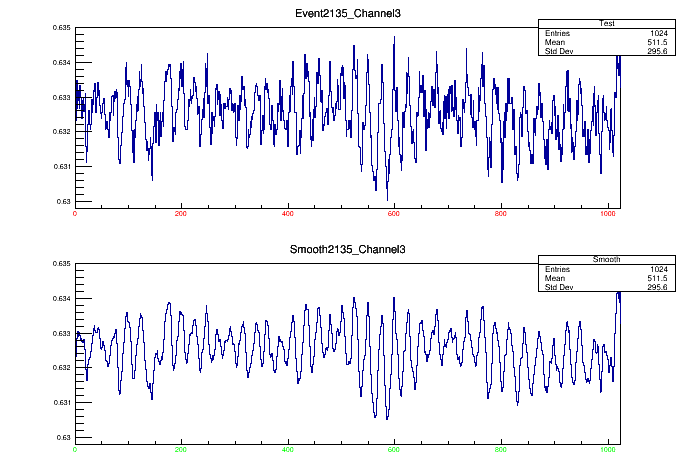 Event2135_Channel3
Test
Entries 1024
Mean 511.5
Std Dev 295.6
0.635
0.634
0.633
0.632
0.631
0.63
0 200 400 600 800 1000
Smooth2135_Channel3
Smooth
Entries 1024
Mean 511.5
Std Dev 295.6
0.635
0.634
0.633
0.632
0.631
0.63
0 200 400 600 800 1000